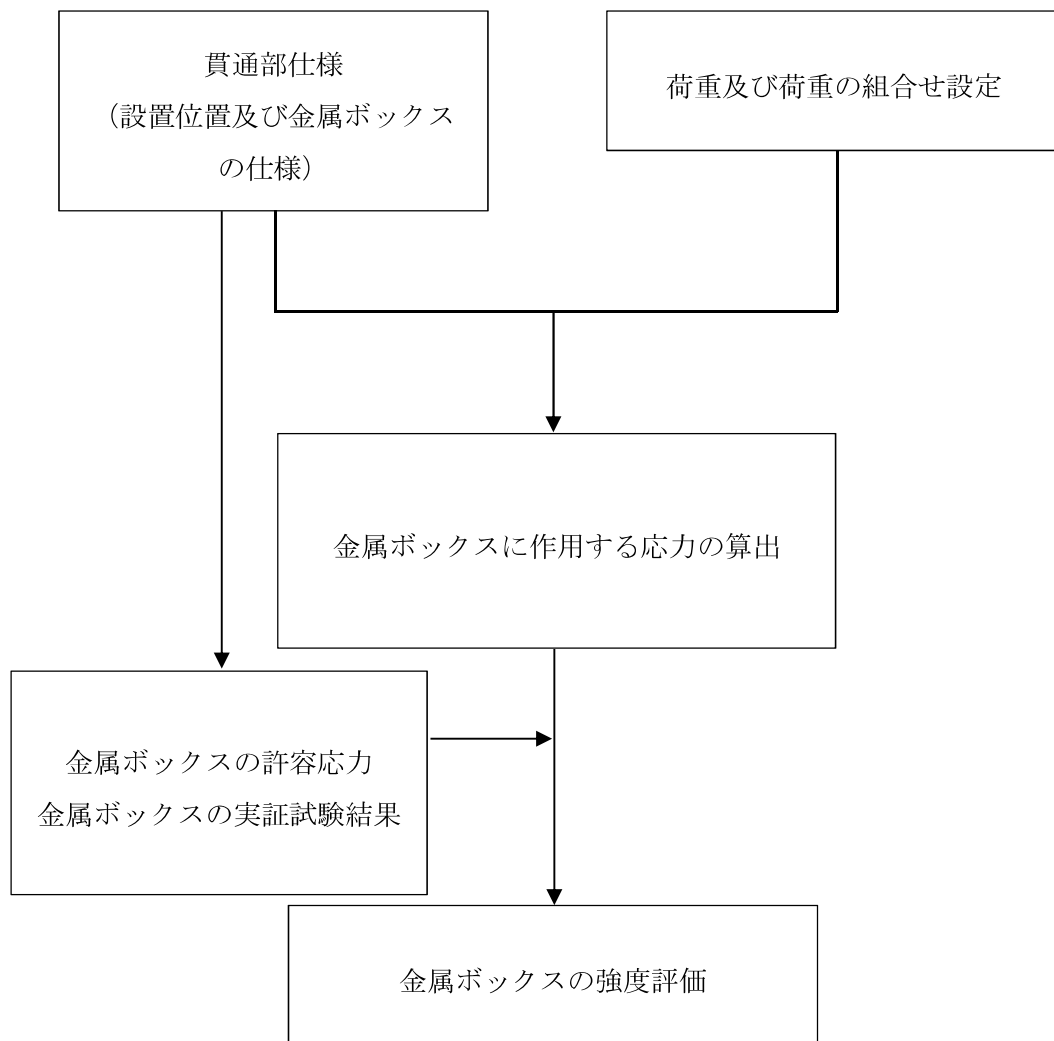 貫通部仕様
（設置位置及び金属ボックス
の仕様）
荷重及び荷重の組合せ設定
金属ボックスに作用する応力の算出
金属ボックスの許容応力
金属ボックスの実証試験結果
金属ボックスの強度評価